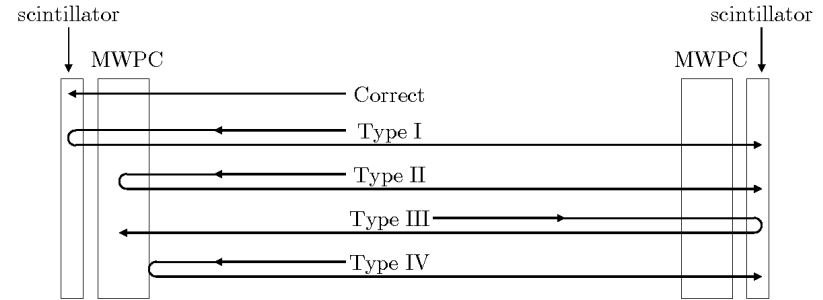 scintillator scintillator
MWPC MWPC
Correct
Type I
Type II
Type III
Type IV